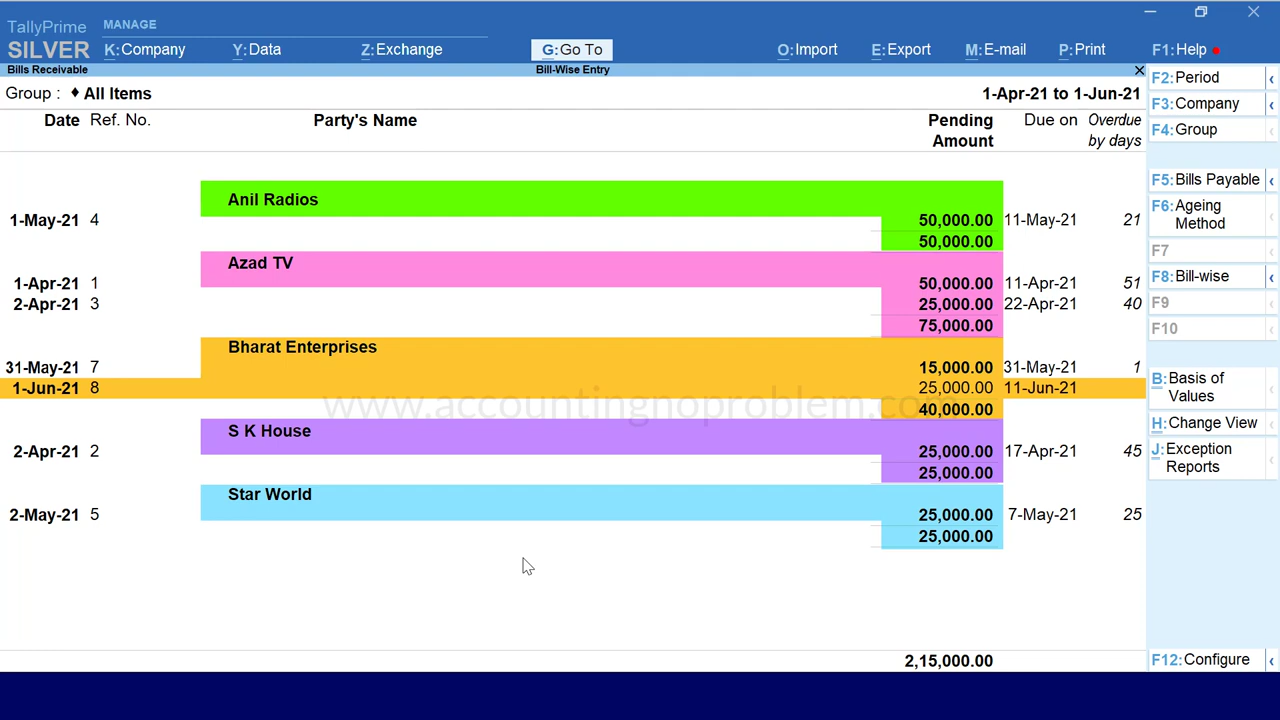 TallyPrime MANAGE
SILVER K:Company Y:Data Z:Exchange G:Go To O:Import E:Export M:E-mail P:Print F1:Help
Bills Receivable Bill-Wise Entry
Group : ♦ All Items 1-Apr-21 to 1-Jun-21
Date Ref. No. Party's Name Pending Due on Overdue
Amount by days
Anil Radios
1-May-21 4 50,000.00 11-May-21 21
50,000.00
Azad TV
1-Apr-21 1 50,000.00 11-Apr-21 51
2-Apr-21 3 25,000.00 22-Apr-21 40
75,000.00
Bharat Enterprises
31-May-21 7 15,000.00 31-May-21 1
1-Jun-21 8 25,000.00 11-Jun-21
www.accountingnoproblem.com
40,000.00
S K House
2-Apr-21 2 25,000.00 17-Apr-21 45
25,000.00
Star World
2-May-21 5 25,000.00 7-May-21 25
25,000.00
2,15,000.00
F2:Period
F3:Company
F4:Group
F5:Bills Payable
F6:Ageing
Method
F7
F8:Bill-wise
F9
F10
B:Basis of
Values
H:Change View
J:Exception
Reports
F12:Configure